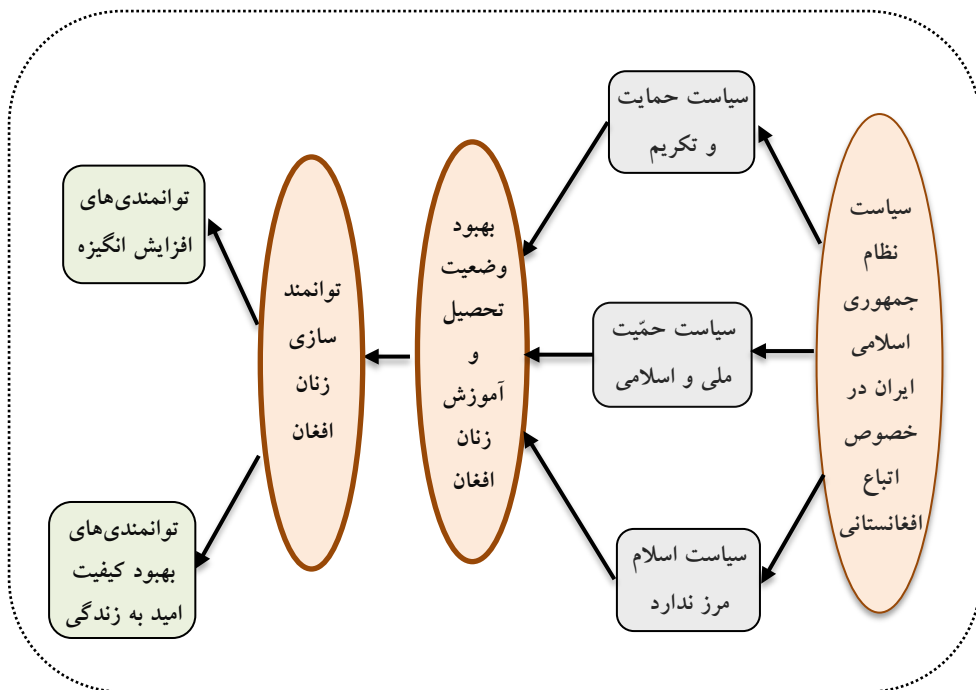 سیاست
نظام
جمهوری
اسلامی
ایران در
خصوص
اتباع
افغانستانی
سیاست حمایت
و تکریم
سیاست حمّیت
ملی و اسلامی
سیاست اسلام
مرز ندارد
بهبود
وضعیت
تحصیل
و
آموزش
زنان
افغان
توانمند
سازی
زنان
افغان
توانمندی‌های
افزایش انگیزه
توانمندی‌های
بهبود کیفیت
امید به زندگی